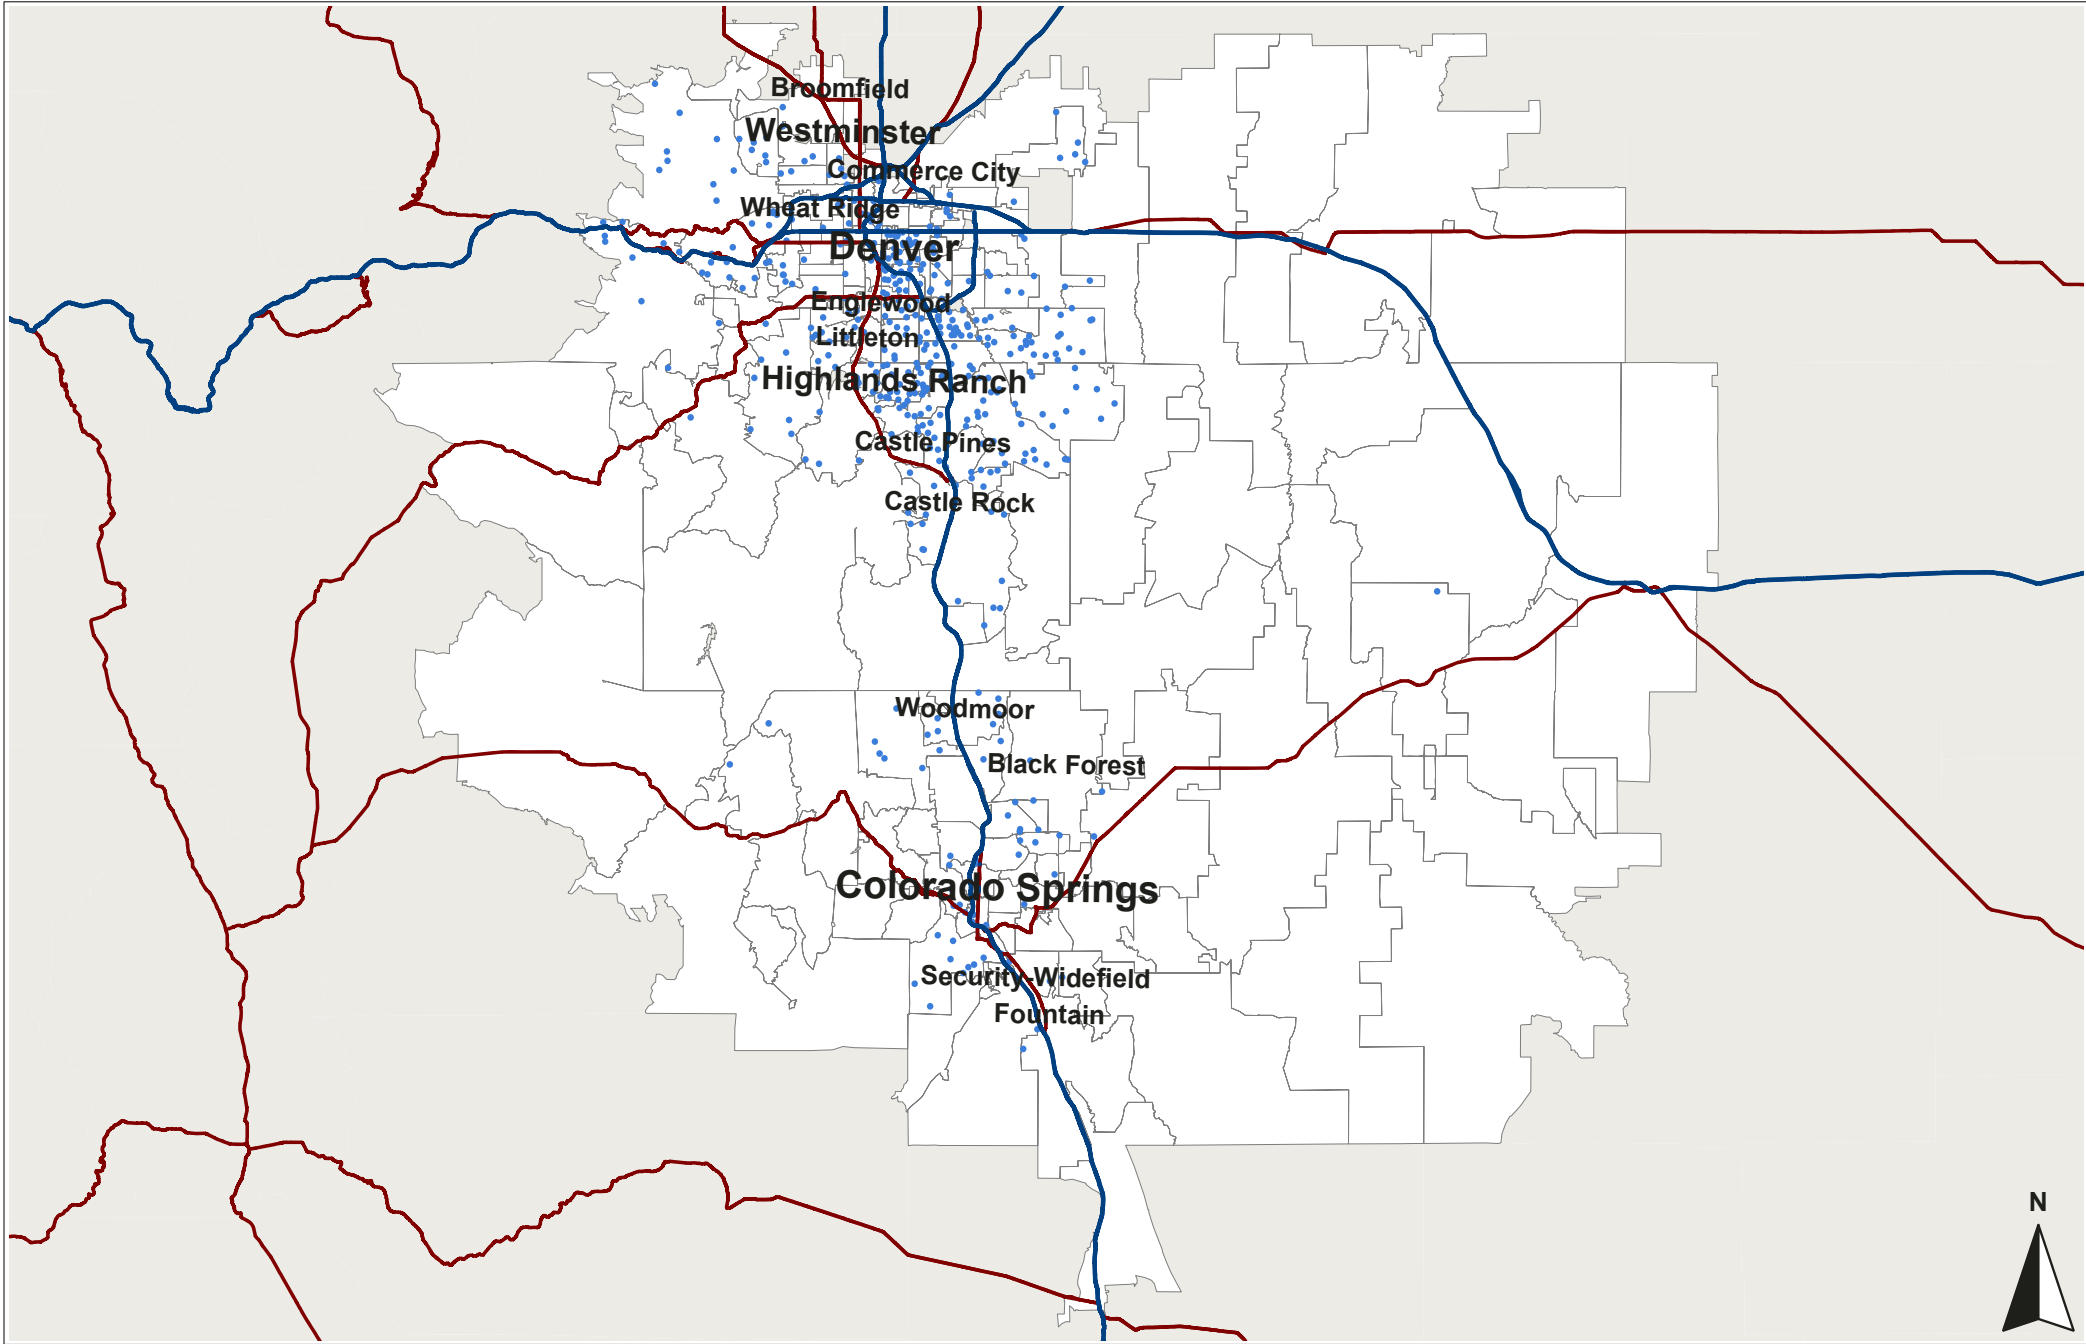 Broomfield
Westminster
Commerce City
Wheat Ridge
Denver
Englewood
Littleton
Highlands Ranch
Castle Pines
Castle Rock
Woodmoor
Black Forest
Colorado Springs
Security-Widefield
Fountain
N